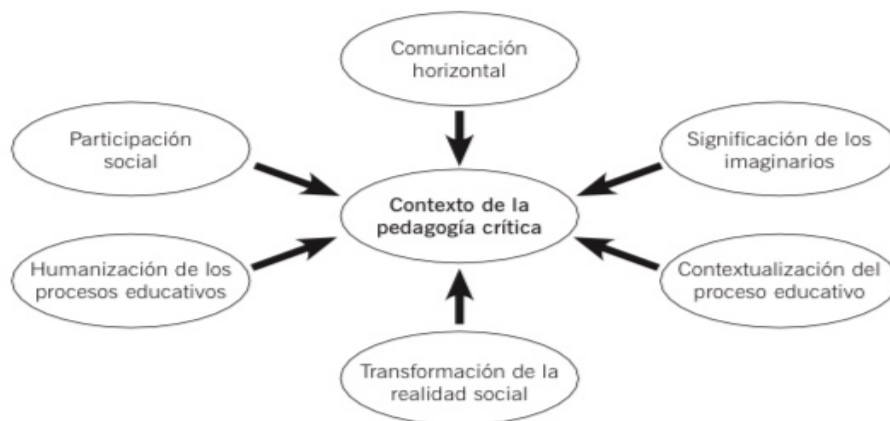 Comunicación
horizontal
Participación
social
Significación de los
imaginarios
Contexto de la
pedagogía crítica
Humanización de los
procesos educativos
Contextualización del
proceso educativo
Transformación de la
realidad social